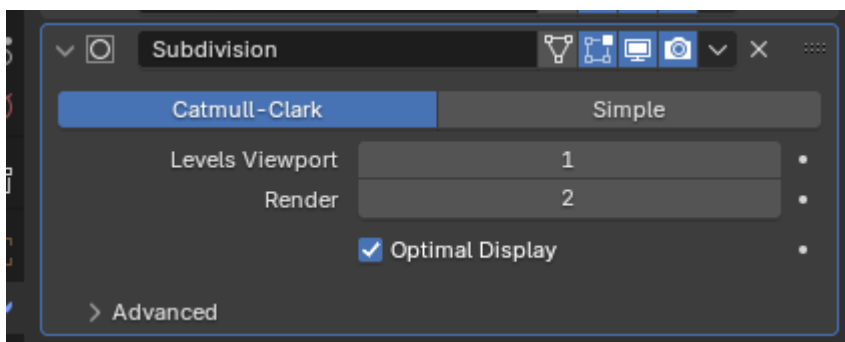 Subdivision
Catmull-Clark Simple
Levels Viewport 1
Render 2
Optimal Display
Advanced